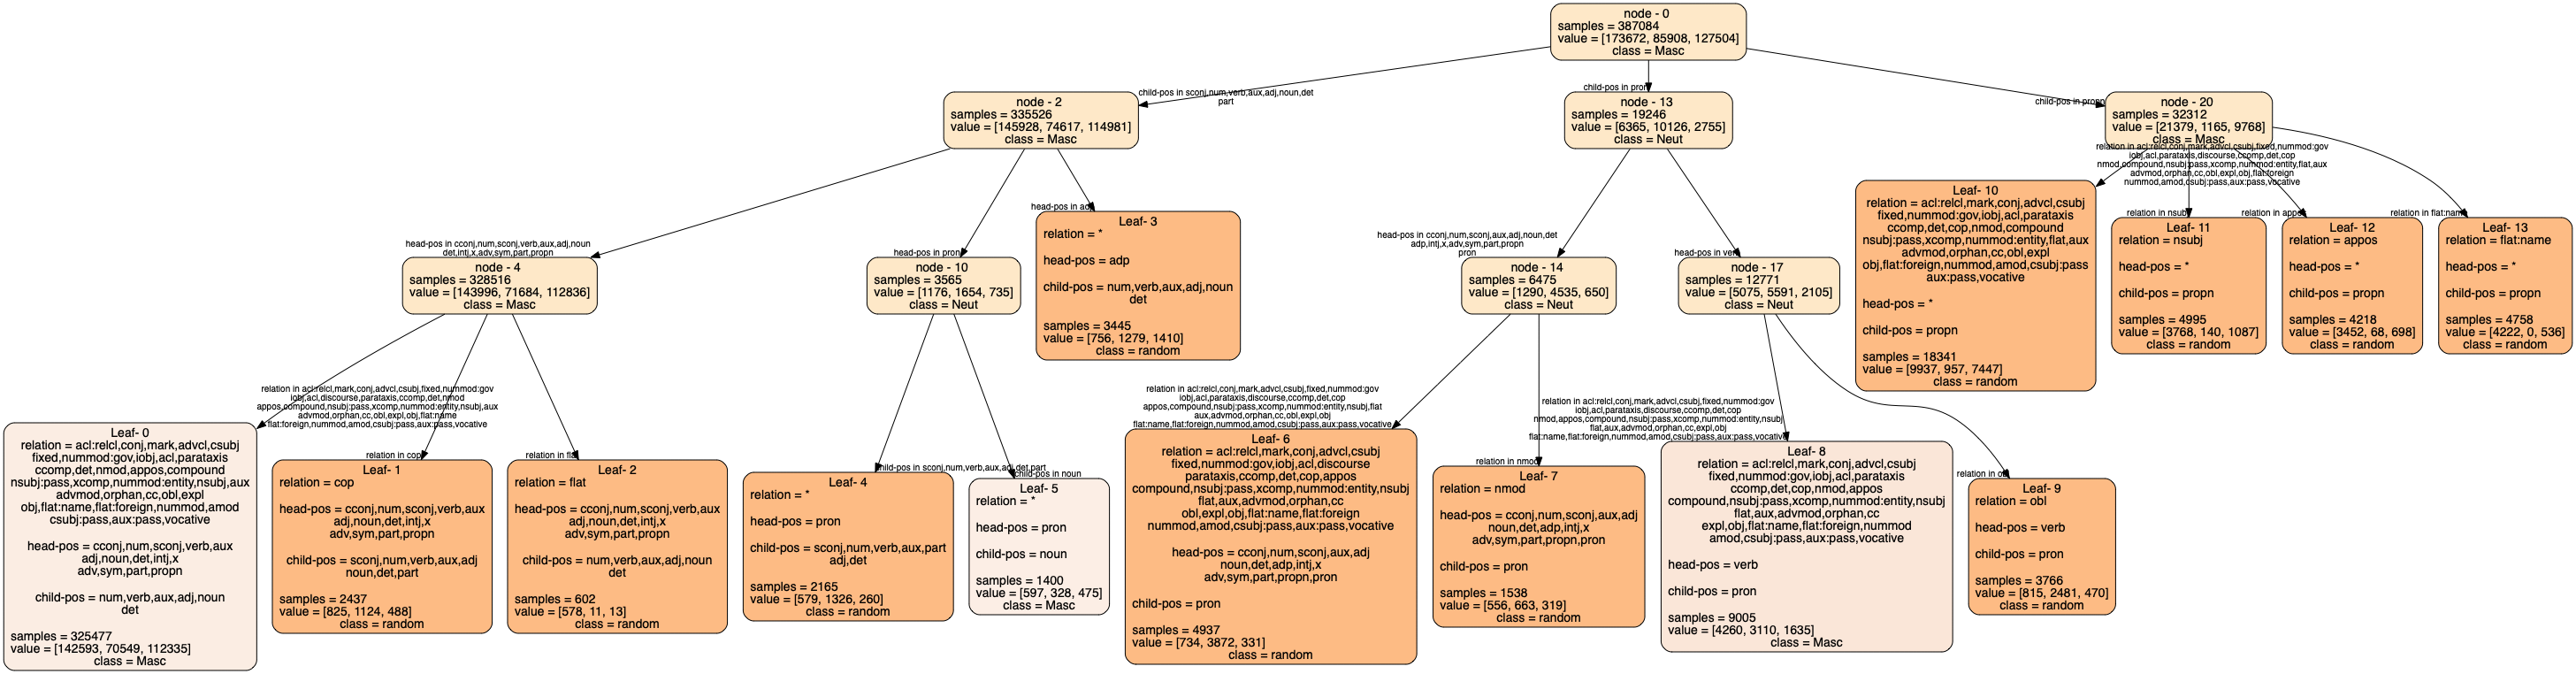 node - 0
samples = 387084
value = [173672, 85908, 127504]
class = Masc
child-pos in sconj,num,verb,aux,adj,noun,det
part
child-pos in pron
child-pos in propn
node - 2
samples = 335526
value = [145928, 74617, 114981]
class = Masc
node - 13
samples = 19246
value = [6365, 10126, 2755]
class = Neut
node - 20
samples = 32312
value = [21379, 1165, 9768]
class = Masc
head-pos in cconj,num,sconj,verb,aux,adj,noun
det,intj,x,adv,sym,part,propn
head-pos in pron
head-pos in adp
head-pos in cconj,num,sconj,aux,adj,noun,det
adp,intj,x,adv,sym,part,propn
pron
head-pos in verb
relation in acl:relcl,conj,mark,advcl,csubj,fixed,nummod:gov
iobj,acl,parataxis,discourse,ccomp,det,cop
nmod,compound,nsubj:pass,xcomp,nummod:entity,flat,aux
advmod,orphan,cc,obl,expl,obj,flat:foreign
nummod,amod,csubj:pass,aux:pass,vocative
relation in nsubj
relation in appos
relation in flat:name
node - 4
samples = 328516
value = [143996, 71684, 112836]
class = Masc
node - 10
samples = 3565
value = [1176, 1654, 735]
class = Neut
Leaf- 3
relation = *
head-pos = adp
child-pos = num,verb,aux,adj,noun
det
samples = 3445
value = [756, 1279, 1410]
class = random
node - 14
samples = 6475
value = [1290, 4535, 650]
class = Neut
node - 17
samples = 12771
value = [5075, 5591, 2105]
class = Neut
Leaf- 10
relation = acl:relcl,mark,conj,advcl,csubj
fixed,nummod:gov,iobj,acl,parataxis
ccomp,det,cop,nmod,compound
nsubj:pass,xcomp,nummod:entity,flat,aux
advmod,orphan,cc,obl,expl
obj,flat:foreign,nummod,amod,csubj:pass
aux:pass,vocative
head-pos = *
child-pos = propn
samples = 18341
value = [9937, 957, 7447]
class = random
Leaf- 11
relation = nsubj
head-pos = *
child-pos = propn
samples = 4995
value = [3768, 140, 1087]
class = random
Leaf- 12
relation = appos
head-pos = *
child-pos = propn
samples = 4218
value = [3452, 68, 698]
class = random
Leaf- 13
relation = flat:name
head-pos = *
child-pos = propn
samples = 4758
value = [4222, 0, 536]
class = random
relation in acl:relcl,conj,mark,advcl,csubj,fixed,nummod:gov
iobj,acl,discourse,parataxis,ccomp,det,nmod
appos,compound,nsubj:pass,xcomp,nummod:entity,nsubj,aux
advmod,orphan,cc,obl,expl,obj,flat:name
flat:foreign,nummod,amod,csubj:pass,aux:pass,vocative
relation in cop
relation in flat
child-pos in sconj,num,verb,aux,adj,det,part
child-pos in noun
relation in acl:relcl,conj,mark,advcl,csubj,fixed,nummod:gov
iobj,acl,parataxis,discourse,ccomp,det,cop
appos,compound,nsubj:pass,xcomp,nummod:entity,nsubj,flat
aux,advmod,orphan,cc,obl,expl,obj
flat:name,flat:foreign,nummod,amod,csubj:pass,aux:pass,vocative
relation in nmod
relation in acl:relcl,mark,conj,advcl,csubj,fixed,nummod:gov
iobj,acl,parataxis,discourse,ccomp,det,cop
nmod,appos,compound,nsubj:pass,xcomp,nummod:entity,nsubj
flat,aux,advmod,orphan,cc,expl,obj
flat:name,flat:foreign,nummod,amod,csubj:pass,aux:pass,vocative
relation in obl
Leaf- 0
relation = acl:relcl,conj,mark,advcl,csubj
fixed,nummod:gov,iobj,acl,parataxis
ccomp,det,nmod,appos,compound
nsubj:pass,xcomp,nummod:entity,nsubj,aux
advmod,orphan,cc,obl,expl
obj,flat:name,flat:foreign,nummod,amod
csubj:pass,aux:pass,vocative
head-pos = cconj,num,sconj,verb,aux
adj,noun,det,intj,x
adv,sym,part,propn
child-pos = num,verb,aux,adj,noun
det
samples = 325477
value = [142593, 70549, 112335]
class = Masc
Leaf- 1
relation = cop
head-pos = cconj,num,sconj,verb,aux
adj,noun,det,intj,x
adv,sym,part,propn
child-pos = sconj,num,verb,aux,adj
noun,det,part
samples = 2437
value = [825, 1124, 488]
class = random
Leaf- 2
relation = flat
head-pos = cconj,num,sconj,verb,aux
adj,noun,det,intj,x
adv,sym,part,propn
child-pos = num,verb,aux,adj,noun
det
samples = 602
value = [578, 11, 13]
class = random
Leaf- 4
relation = *
head-pos = pron
child-pos = sconj,num,verb,aux,part
adj,det
samples = 2165
value = [579, 1326, 260]
class = random
Leaf- 5
relation = *
head-pos = pron
child-pos = noun
samples = 1400
value = [597, 328, 475]
class = Masc
Leaf- 6
relation = acl:relcl,mark,conj,advcl,csubj
fixed,nummod:gov,iobj,acl,discourse
parataxis,ccomp,det,cop,appos
compound,nsubj:pass,xcomp,nummod:entity,nsubj
flat,aux,advmod,orphan,cc
obl,expl,obj,flat:name,flat:foreign
nummod,amod,csubj:pass,aux:pass,vocative
head-pos = cconj,num,sconj,aux,adj
noun,det,adp,intj,x
adv,sym,part,propn,pron
child-pos = pron
samples = 4937
value = [734, 3872, 331]
class = random
Leaf- 7
relation = nmod
head-pos = cconj,num,sconj,aux,adj
noun,det,adp,intj,x
adv,sym,part,propn,pron
child-pos = pron
samples = 1538
value = [556, 663, 319]
class = random
Leaf- 8
relation = acl:relcl,mark,conj,advcl,csubj
fixed,nummod:gov,iobj,acl,parataxis
ccomp,det,cop,nmod,appos
compound,nsubj:pass,xcomp,nummod:entity,nsubj
flat,aux,advmod,orphan,cc
expl,obj,flat:name,flat:foreign,nummod
amod,csubj:pass,aux:pass,vocative
head-pos = verb
child-pos = pron
samples = 9005
value = [4260, 3110, 1635]
class = Masc
Leaf- 9
relation = obl
head-pos = verb
child-pos = pron
samples = 3766
value = [815, 2481, 470]
class = random